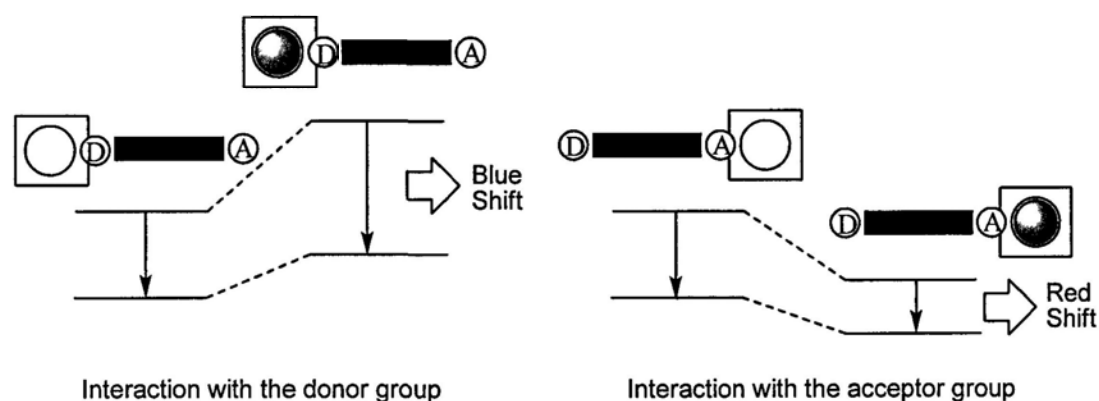 D A
D A
Blue
Shift
Interaction with the donor group
D A
D A
Red
Shift
Interaction with the acceptor group